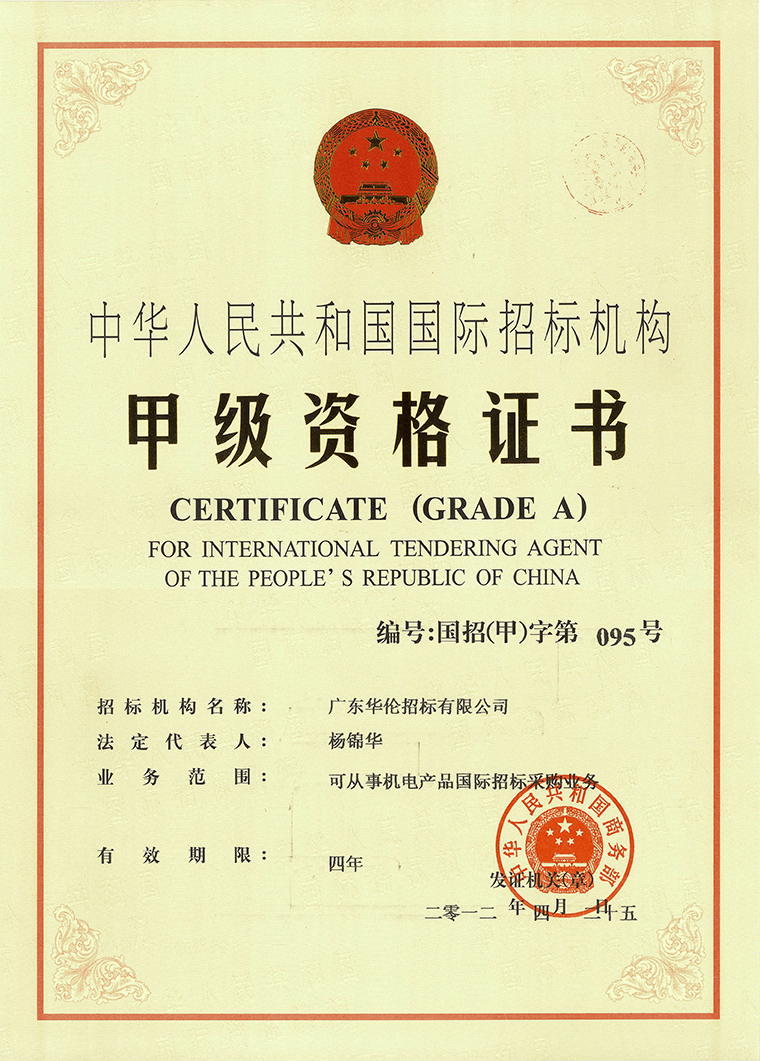 中华人民共和国国际招标机构
甲级资格证书
CERTIFICATE (GRADE A)
FOR INTERNATIONAL TENDERING AGENT
OF THE PEOPLE'S REPUBLIC OF CHINA
编号:国招(甲)字第 095号
招标机构名称: 广东华伦招标有限公司
法定代表人: 杨锦华
业务范围: 可从事机电产品国际招标采购业务
有效期限: 四年
中华人民共和国商务部
发证机关(章)
二零一二 年 四月 二十五日